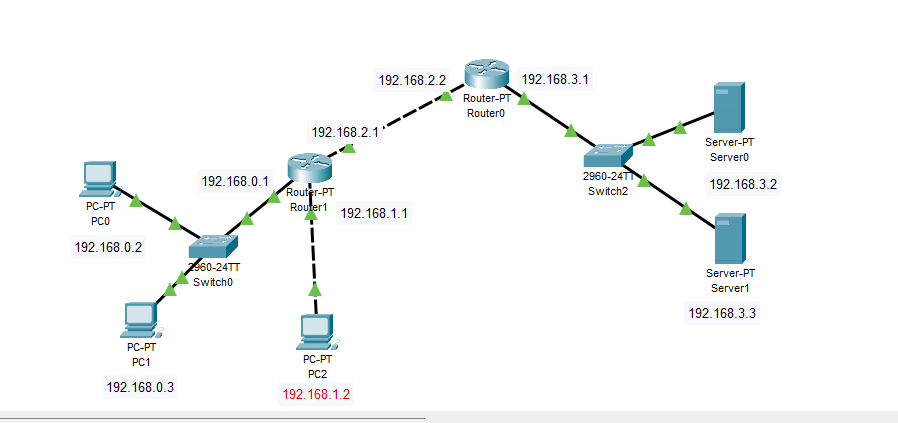 192.168.2.2
192.168.3.1
Router-PT
Router0
192.168.2.1
Server-PT
Server0
2960-24TT
Switch2
192.168.3.2
192.168.0.1
Router-PT
Router1
192.168.1.1
PC-PT
PC0
192.168.0.2
2960-24TT
Switch0
Server-PT
Server1
192.168.3.3
PC-PT
PC1
192.168.0.3
PC-PT
PC2
192.168.1.2